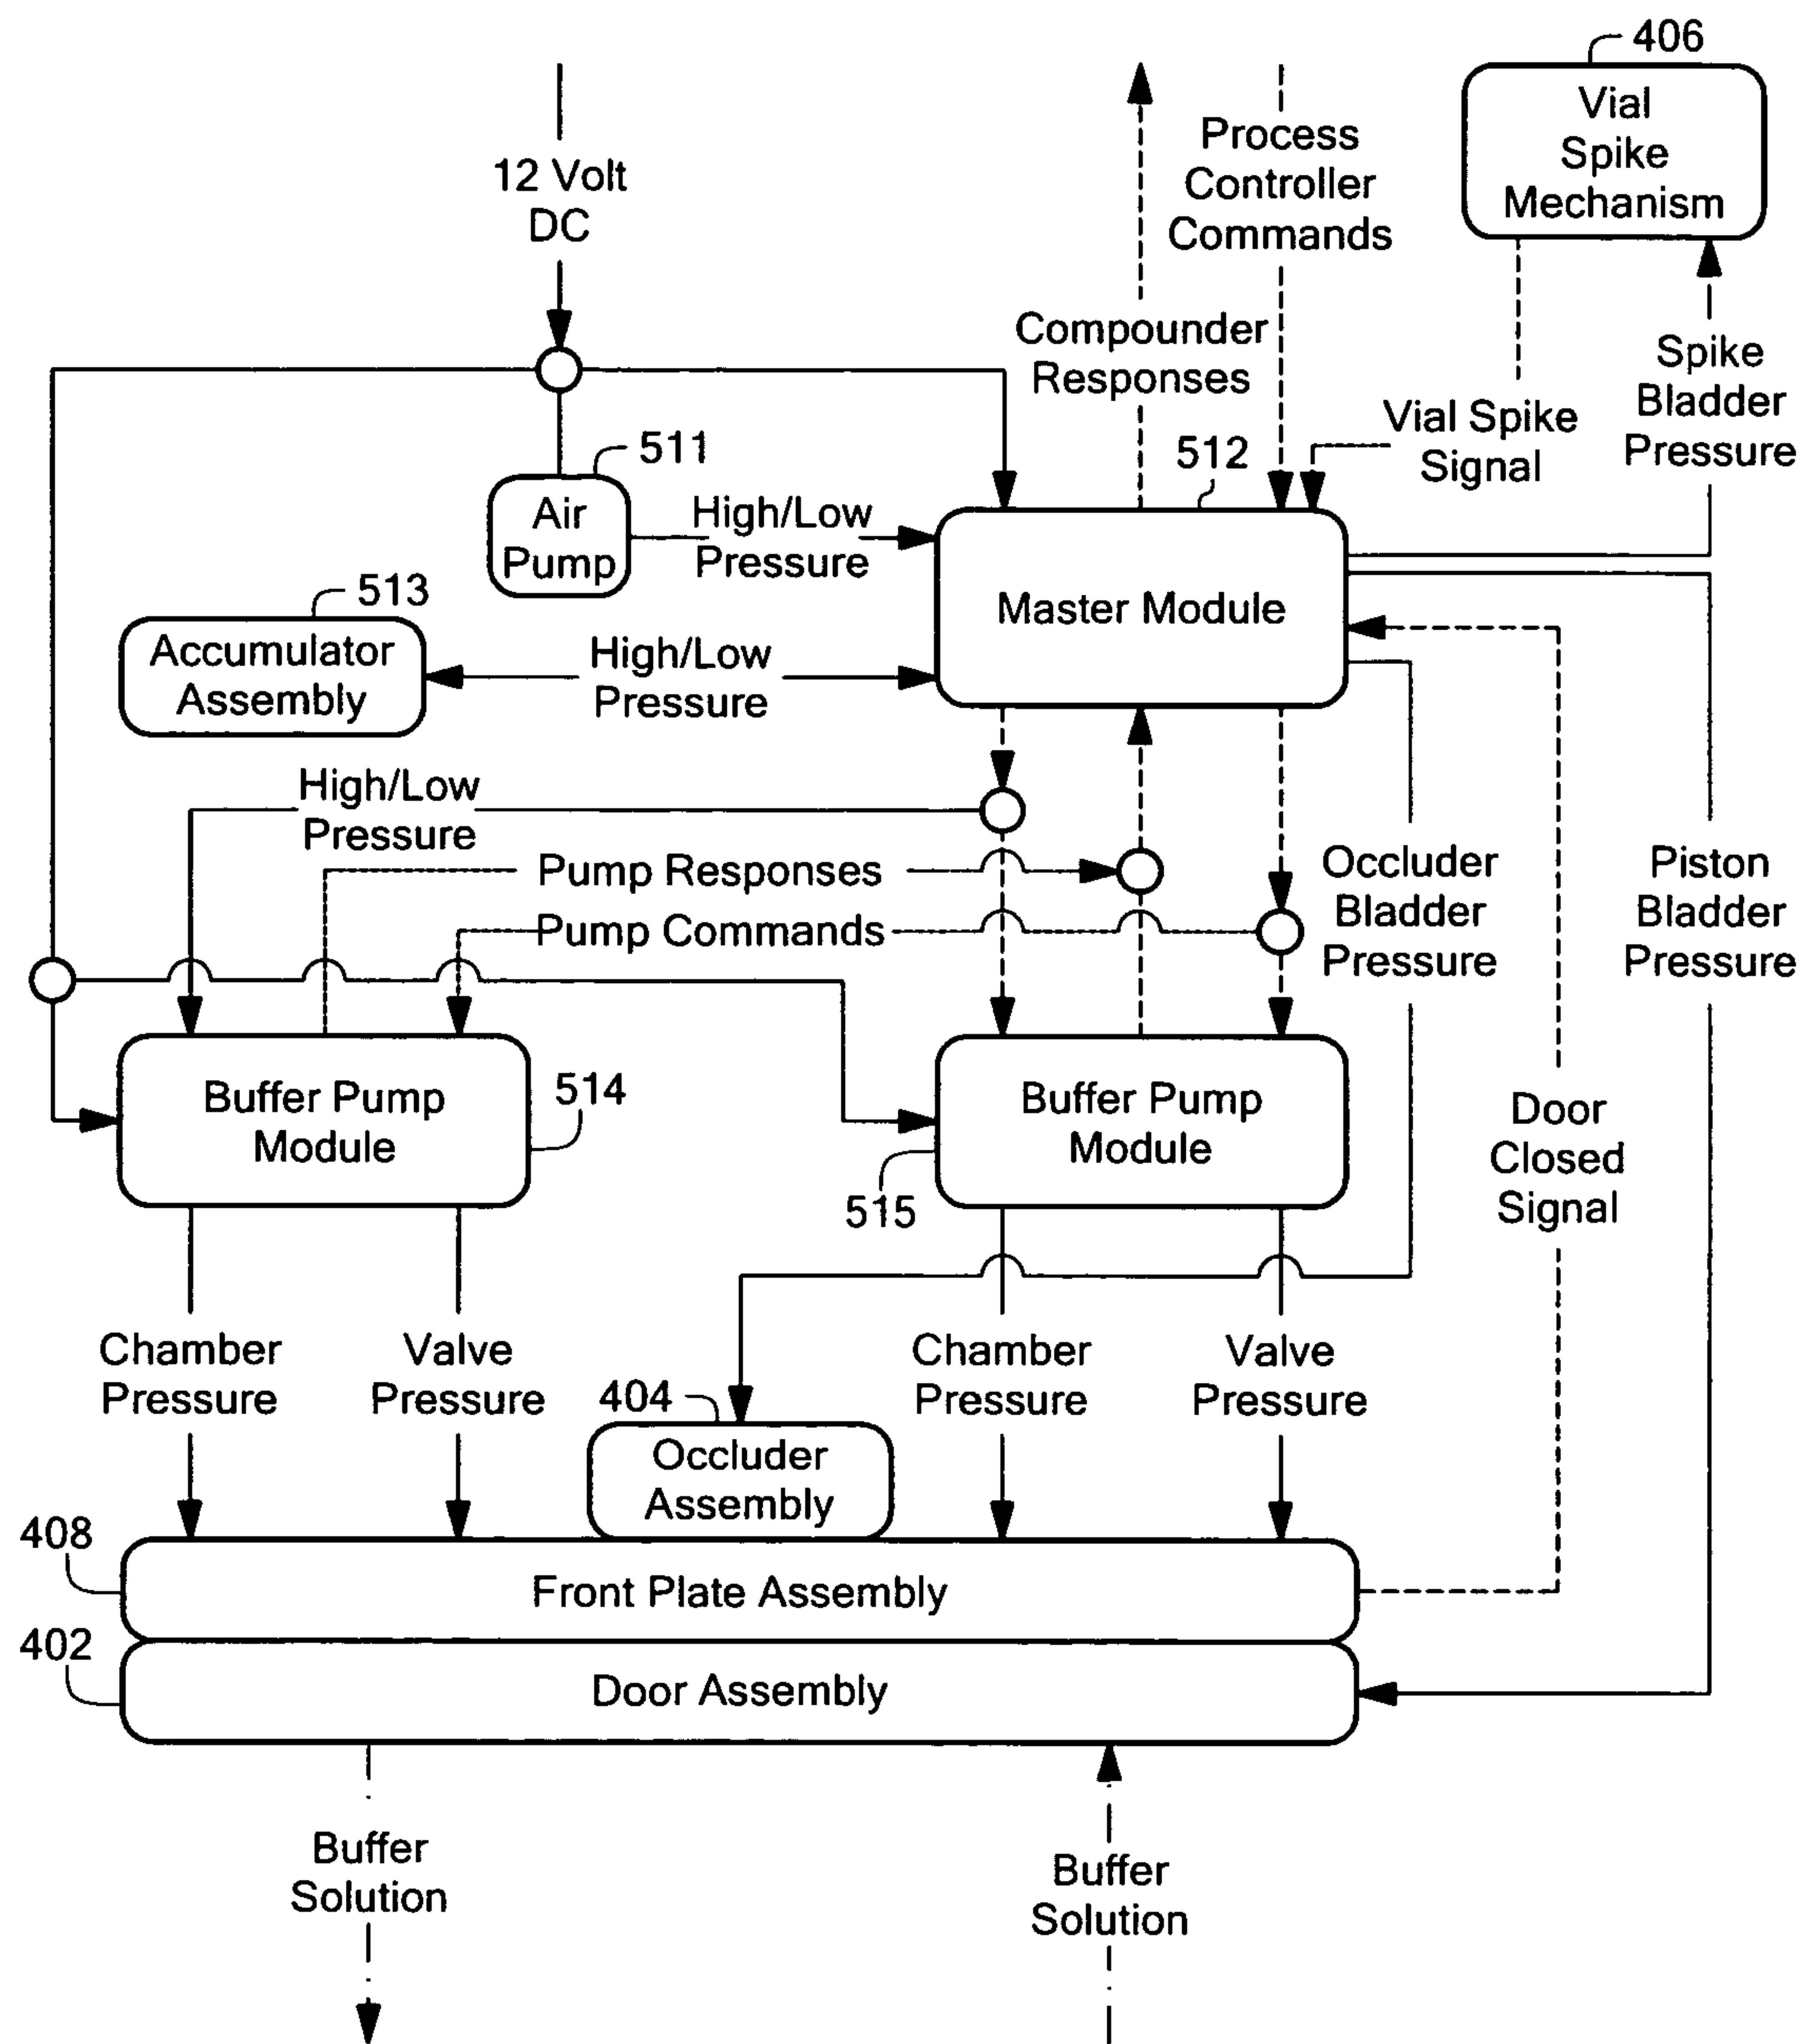 406
Vial
Spike
Mechanism
12 Volt
DC
Process
Controller
Commands
Compounder
Responses
Spike
Bladder
Pressure
Vial Spike
Signal
511
512
Air
Pump
High/Low
Pressure
Master Module
513
Accumulator
Assembly
High/Low
Pressure
High/Low
Pressure
Pump Responses
Pump Commands
Occluder
Bladder
Pressure
Piston
Bladder
Pressure
Buffer Pump
Module
514
Buffer Pump
Module
515
Door
Closed
Signal
Chamber
Pressure
Valve
Pressure
Chamber
Pressure
Valve
Pressure
404
Occluder
Assembly
408
Front Plate Assembly
402
Door Assembly
Buffer
Solution
Buffer
Solution